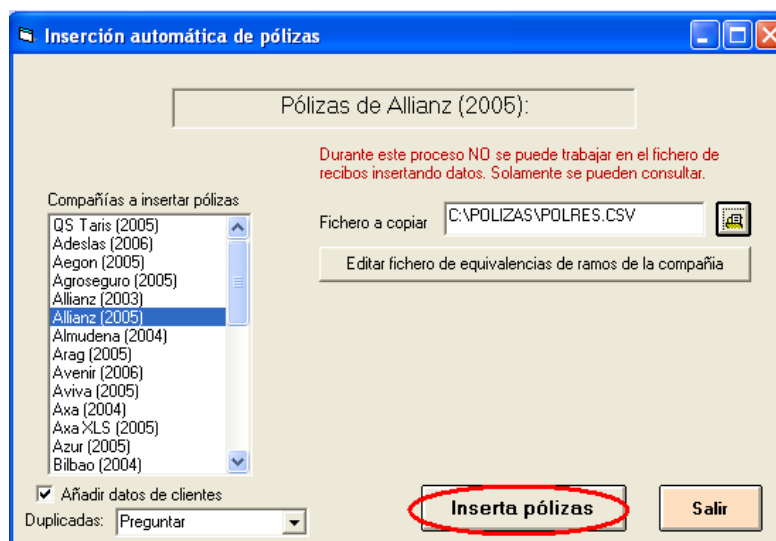 Inserción automática de pólizas
Pólizas de Allianz (2005):
Durante este proceso NO se puede trabajar en el fichero de
recibos insertando datos. Solamente se pueden consultar.
Compañías a insertar pólizas
QS Taris (2005)
Adeslas (2006)
Aegon (2005)
Agroseguro (2005)
Allianz (2003)
Allianz (2005)
Almudena (2004)
Arag (2005)
Avenir (2006)
Aviva (2005)
Axa (2004)
Axa XLS (2005)
Azur (2005)
Bilbao (2004)
Fichero a copiar C:\POLIZAS\POLRES.CSV
Editar fichero de equivalencias de ramos de la compañia
Añadir datos de clientes
Duplicadas: Preguntar
Inserta pólizas
Salir